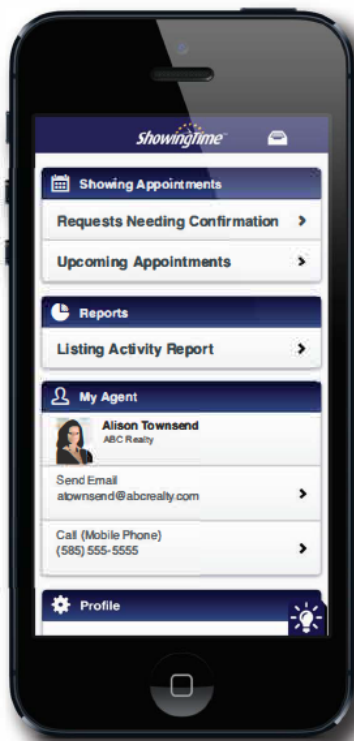 ShowingTime™
Showing Appointments
Requests Needing Confirmation
Upcoming Appointments
Reports
Listing Activity Report
My Agent
Alison Townsend
ABC Realty
Send Email
atownsend@abcrealty.com
Call (Mobile Phone)
(585) 555-5555
Profile